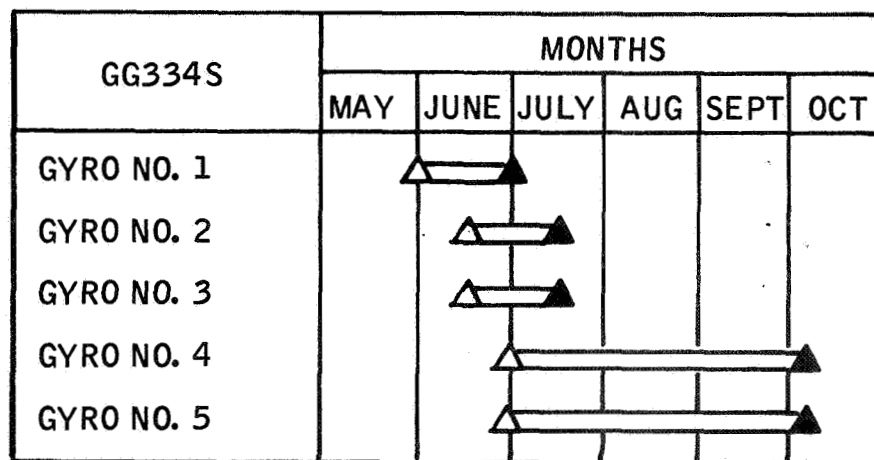 GG334S
MONTHS
MAY JUNE JULY AUG SEPT OCT
GYRO NO. 1
GYRO NO. 2
GYRO NO. 3
GYRO NO. 4
GYRO NO. 5